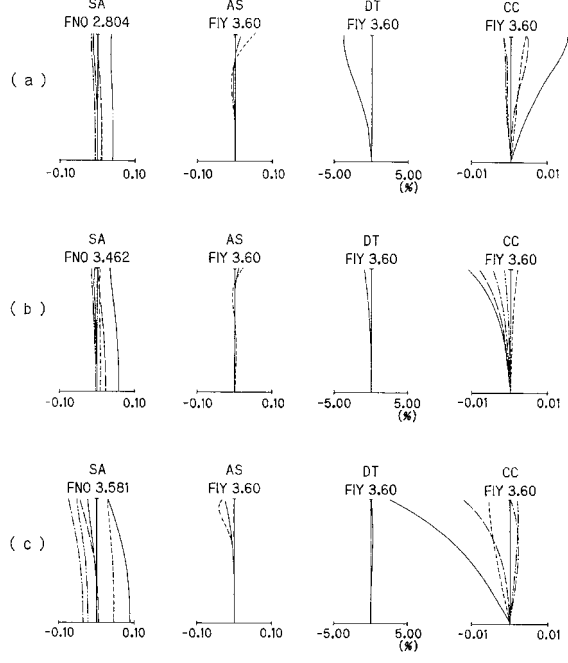 SA AS DT CC
FNO 2.804 FIY 3.60 FIY 3.60 FIY 3.60
( a )
-0.10 0.10 -0.10 0.10 -5.00 5.00 -0.01 0.01
(%)
SA AS DT CC
FNO 3.462 FIY 3.60 FIY 3.60 FIY 3.60
( b )
-0.10 0.10 -0.10 0.10 -5.00 5.00 -0.01 0.01
(%)
SA AS DT CC
FNO 3.581 FIY 3.60 FIY 3.60 FIY 3.60
( c )
-0.10 0.10 -0.10 0.10 -5.00 5.00 -0.01 0.01
(%)